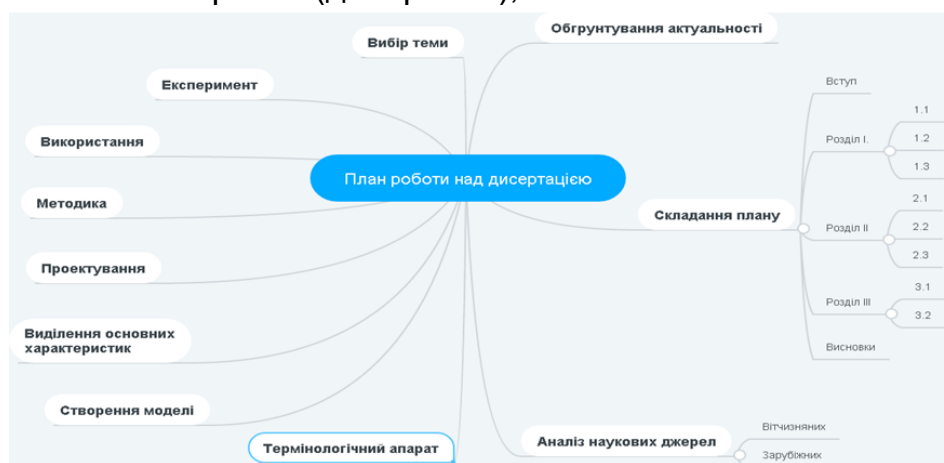 Вибір теми
Обгрунтування актуальності
Експеримент
Використання
Методика
Проектування
Виділення основних
характеристик
Створення моделі
Термінологічний апарат
План роботи над дисертацією
Складання плану
Вступ
Розділ I.
1.1
1.2
1.3
Розділ II
2.1
2.2
2.3
Розділ III
3.1
3.2
Висновки
Аналіз наукових джерел
Вітчизняних
Зарубіжних